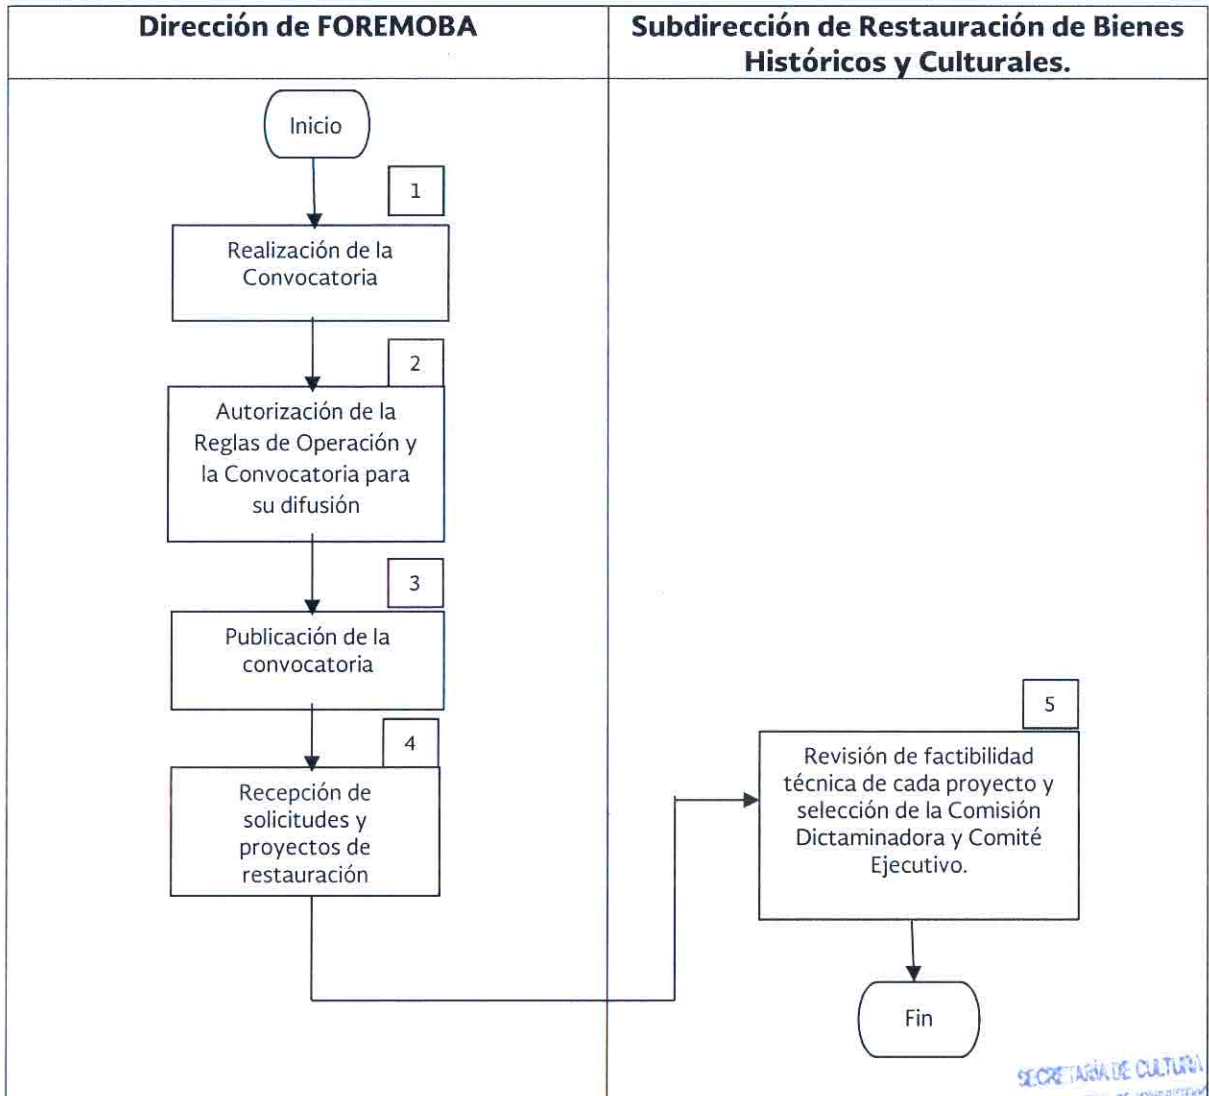 Dirección de FOREMOBA
Subdirección de Restauración de Bienes
Históricos y Culturales.
Inicio
1
Realización de la
Convocatoria
2
Autorización de la
Reglas de Operación y
la Convocatoria para
su difusión
3
Publicación de la
convocatoria
4
Recepción de
solicitudes y
proyectos de
restauración
5
Revisión de factibilidad
técnica de cada proyecto y
selección de la Comisión
Dictaminadora y Comité
Ejecutivo.
Fin
SECRETARÍA DE CULTURA